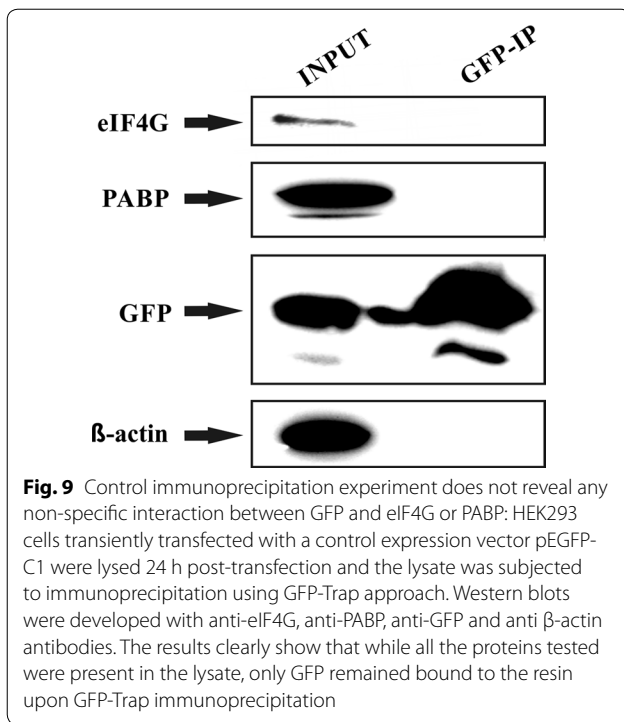 INPUT GFP-IP
eIF4G
PABP
GFP
ß-actin
Fig. 9 Control immunoprecipitation experiment does not reveal any
non-specific interaction between GFP and eIF4G or PABP: HEK293
cells transiently transfected with a control expression vector pEGFP-
C1 were lysed 24 h post-transfection and the lysate was subjected
to immunoprecipitation using GFP-Trap approach. Western blots
were developed with anti-eIF4G, anti-PABP, anti-GFP and anti β-actin
antibodies. The results clearly show that while all the proteins tested
were present in the lysate, only GFP remained bound to the resin
upon GFP-Trap immunoprecipitation